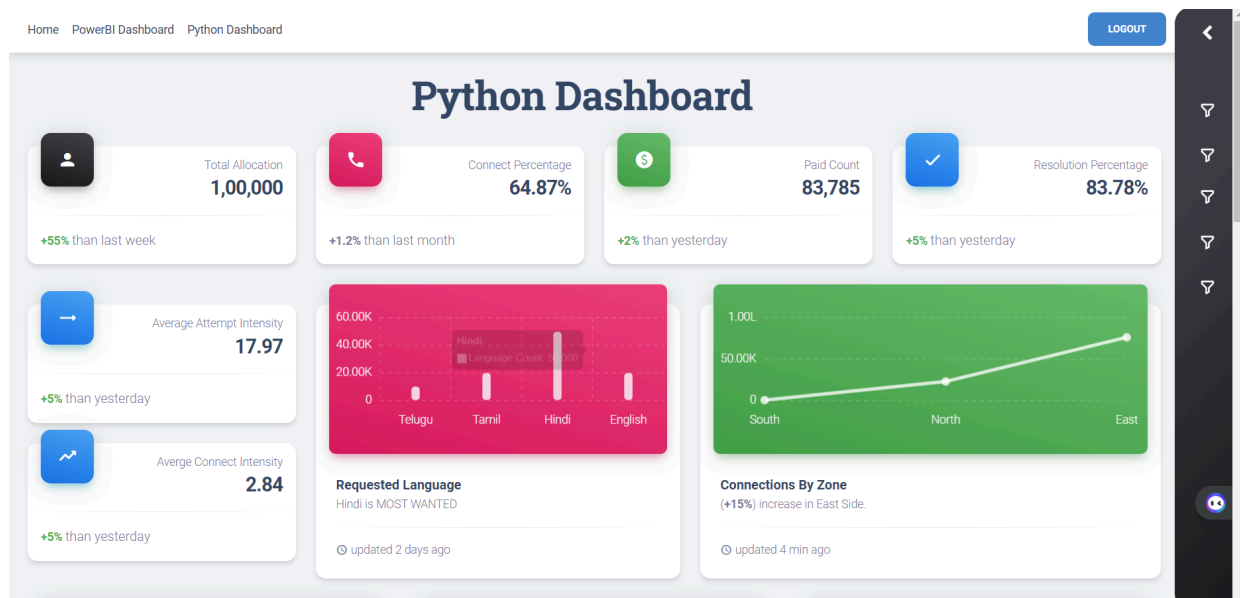 Home PowerBI Dashboard Python Dashboard LOGOUT
Python Dashboard
Total Allocation
1,00,000
+55% than last week
Connect Percentage
64.87%
+1.2% than last month
Paid Count
83,785
+2% than yesterday
Resolution Percentage
83.78%
+5% than yesterday
Average Attempt Intensity
17.97
+5% than yesterday
Averge Connect Intensity
2.84
+5% than yesterday
60.00K
40.00K
20.00K
0
Hindi
Language Count: 50,000
Telugu Tamil Hindi English
Requested Language
Hindi is MOST WANTED
updated 2 days ago
1.00L
50.00K
0
South North East
Connections By Zone
(+15%) increase in East Side.
updated 4 min ago